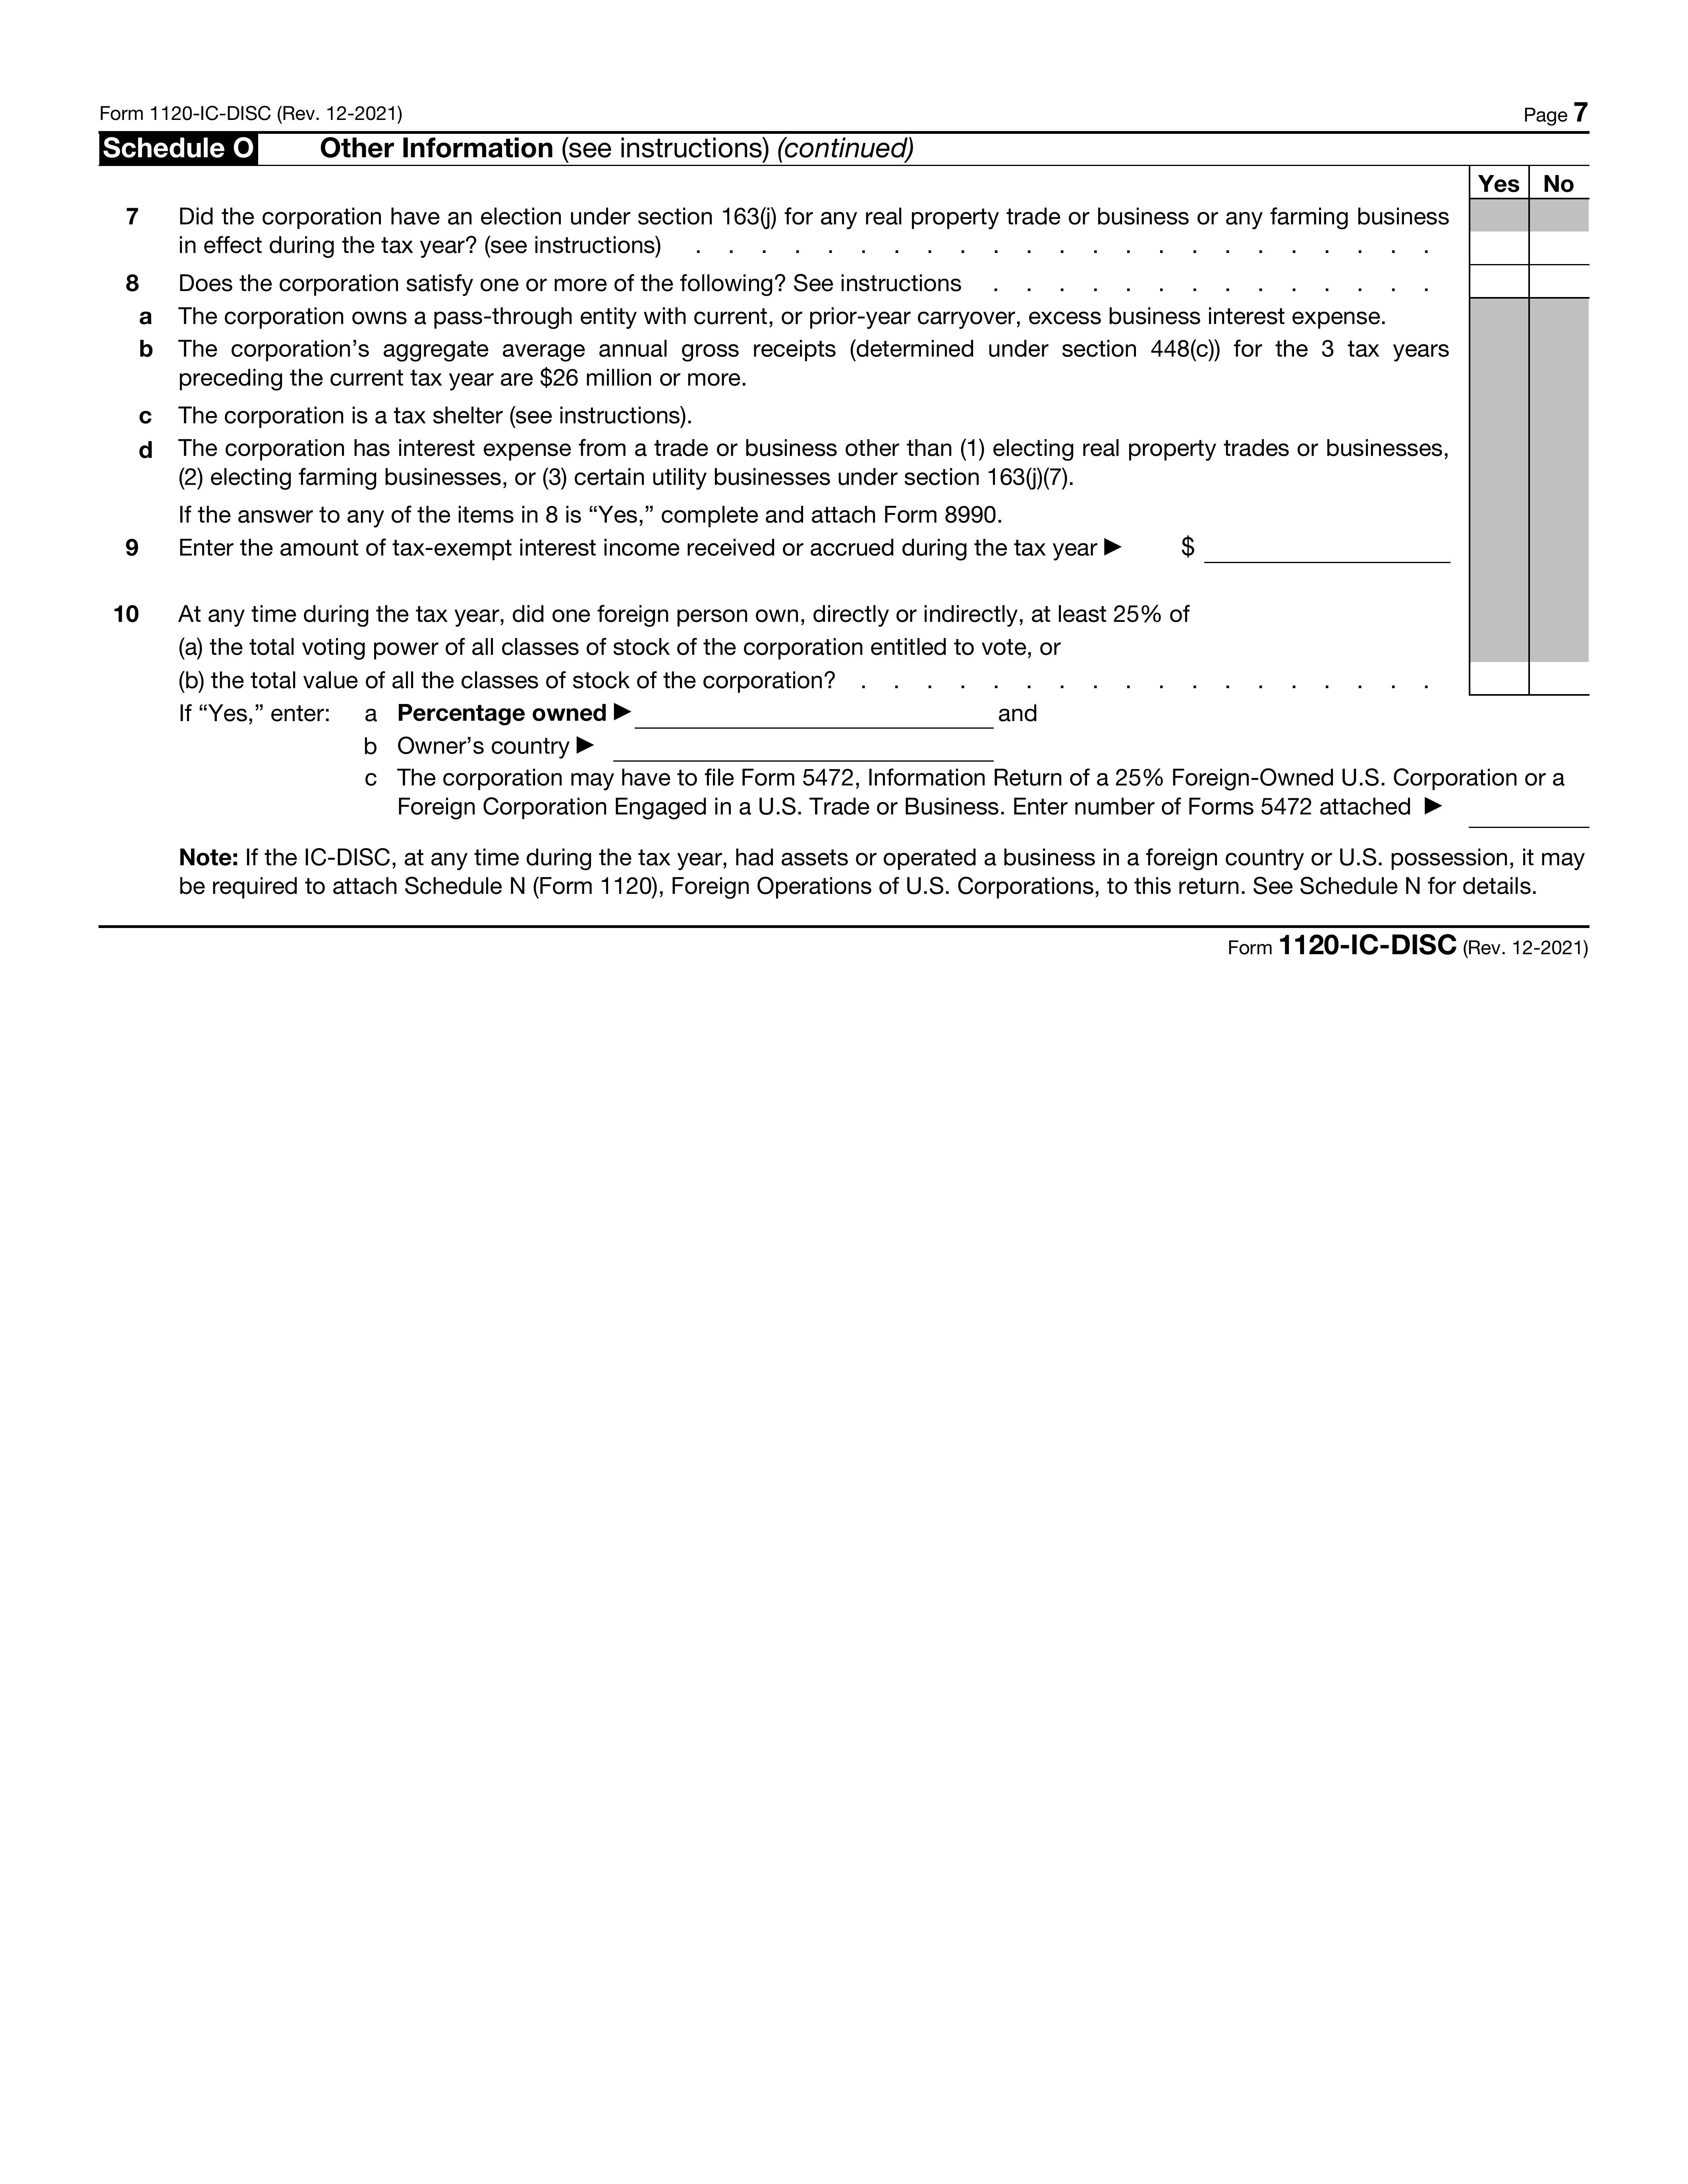 Form 1120-IC-DISC (Rev. 12-2021) Page 7
Schedule O Other Information (see instructions) (continued)
Yes No
7 Did the corporation have an election under section 163(j) for any real property trade or business or any farming business
in effect during the tax year? (see instructions) . . . . . . . . . . . . . . . . . . . . . . .
8 Does the corporation satisfy one or more of the following? See instructions . . . . . . . . . . . . . .
a The corporation owns a pass-through entity with current, or prior-year carryover, excess business interest expense.
b The corporation’s aggregate average annual gross receipts (determined under section 448(c)) for the 3 tax years
preceding the current tax year are $26 million or more.
c The corporation is a tax shelter (see instructions).
d The corporation has interest expense from a trade or business other than (1) electing real property trades or businesses,
(2) electing farming businesses, or (3) certain utility businesses under section 163(j)(7).
If the answer to any of the items in 8 is “Yes,” complete and attach Form 8990.
9 Enter the amount of tax-exempt interest income received or accrued during the tax year ▶ $
10 At any time during the tax year, did one foreign person own, directly or indirectly, at least 25% of
(a) the total voting power of all classes of stock of the corporation entitled to vote, or
(b) the total value of all the classes of stock of the corporation? . . . . . . . . . . . . . . . . . .
If “Yes,” enter: a Percentage owned ▶ and
b Owner’s country ▶
c The corporation may have to file Form 5472, Information Return of a 25% Foreign-Owned U.S. Corporation or a
Foreign Corporation Engaged in a U.S. Trade or Business. Enter number of Forms 5472 attached ▶
Note: If the IC-DISC, at any time during the tax year, had assets or operated a business in a foreign country or U.S. possession, it may
be required to attach Schedule N (Form 1120), Foreign Operations of U.S. Corporations, to this return. See Schedule N for details.
Form 1120-IC-DISC (Rev. 12-2021)